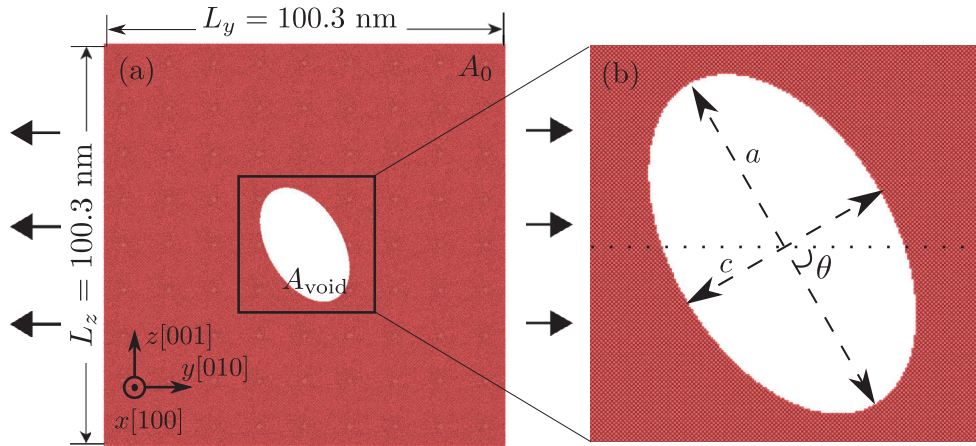 L_y = 100.3 nm
(a)
A_0
(b)
L_z = 100.3 nm
a
A_void
c
θ
z[001]
y[010]
x[100]